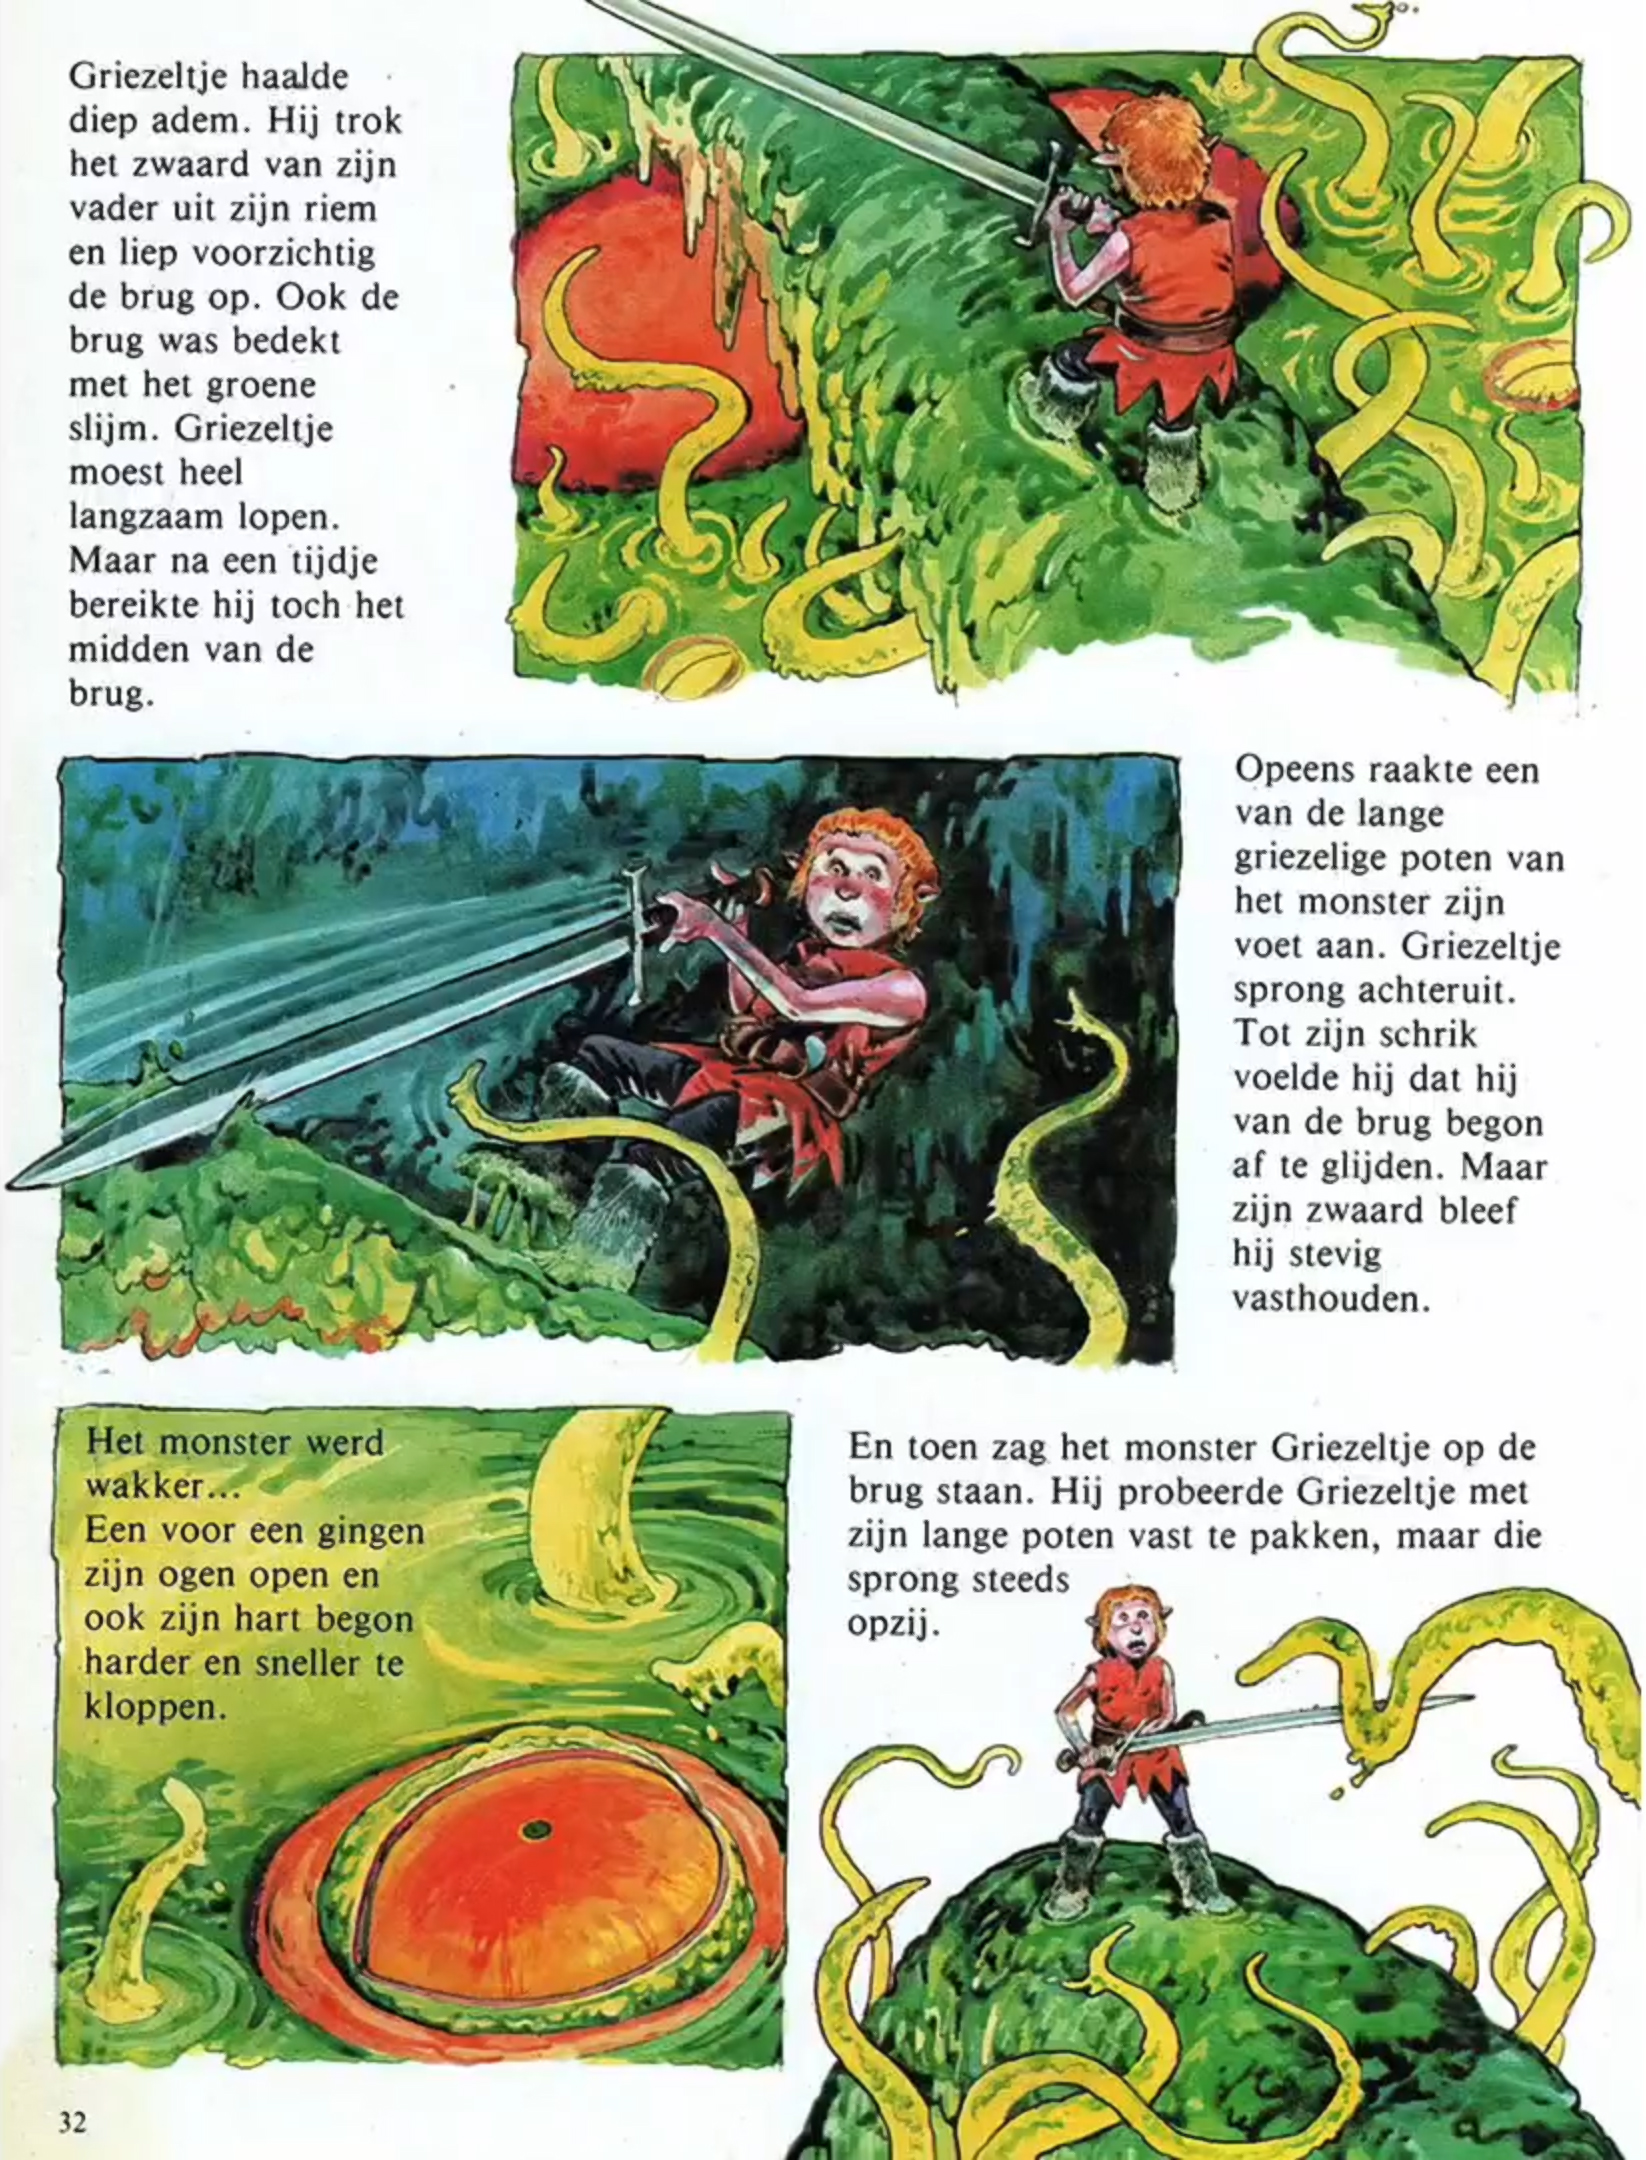 Griezeltje haalde
diep adem. Hij trok
het zwaard van zijn
vader uit zijn riem
en liep voorzichtig
de brug op. Ook de
brug was bedekt
met het groene
slijm. Griezeltje
moest heel
langzaam lopen.
Maar na een tijdje
bereikte hij toch het
midden van de
brug.
Opeens raakte een
van de lange
griezelige poten van
het monster zijn
voet aan. Griezeltje
sprong achteruit.
Tot zijn schrik
voelde hij dat hij
van de brug begon
af te glijden. Maar
zijn zwaard bleef
hij stevig
vasthouden.
Het monster werd
wakker...
Een voor een gingen
zijn ogen open en
ook zijn hart begon
harder en sneller te
kloppen.
En toen zag het monster Griezeltje op de
brug staan. Hij probeerde Griezeltje met
zijn lange poten vast te pakken, maar die
sprong steeds
opzij.
32